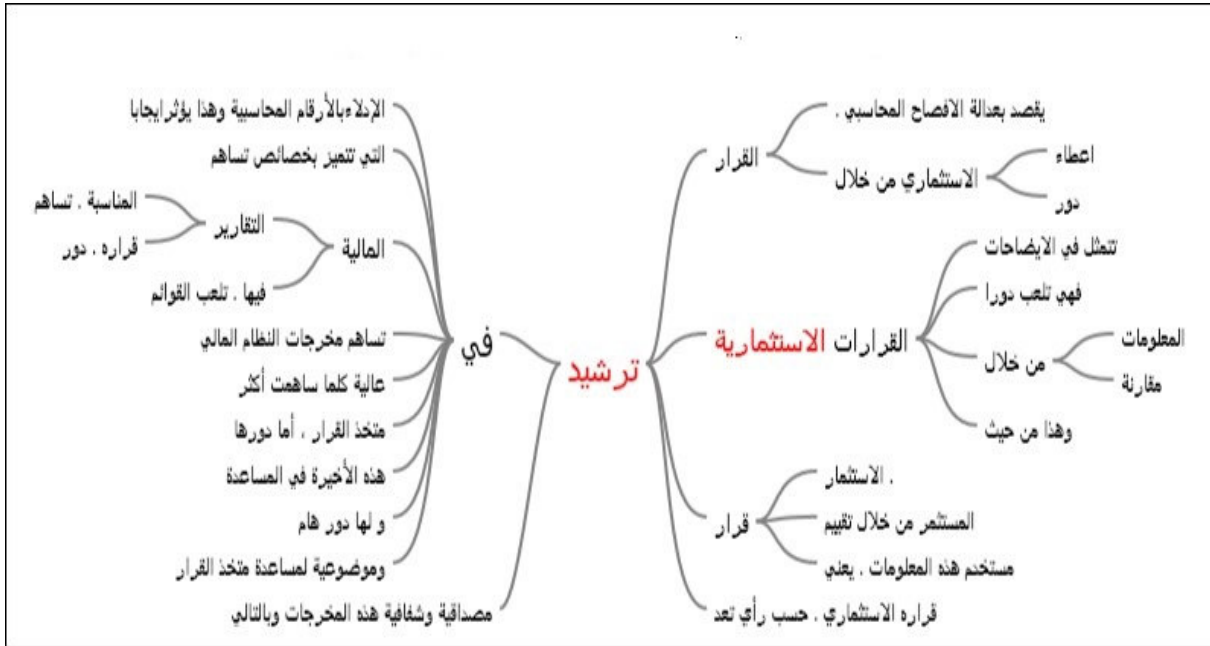 يقصد بعدالة الافصاح المحاسبي .
القرار
الاستثماري من خلال
اعطاء
دور
تتمثل في الايضاحات
فهي تلعب دورا
القرارات الاستثمارية
من خلال
المعلومات
مقارنة
وهذا من حيث
. الاستثمار
قرار
المستثمر من خلال تقييم
مستخدم هذه المعلومات . يعني
قراره الاستثماري . حسب رأي تعد
ترشيد
في
الإدلاءبالأرقام المحاسبية وهذا يؤثرايجابا
التي تتميز بخصائص تساهم
المالية
التقارير
المناسبة . تساهم
قراره . دور
فيها . تلعب القوائم
تساهم مخرجات النظام المالي
عالية كلما ساهمت أكثر
متخذ القرار ، أما دورها
هذه الأخيرة في المساعدة
و لها دور هام
وموضوعية لمساعدة متخذ القرار
مصداقية وشفافية هذه المخرجات وبالتالي